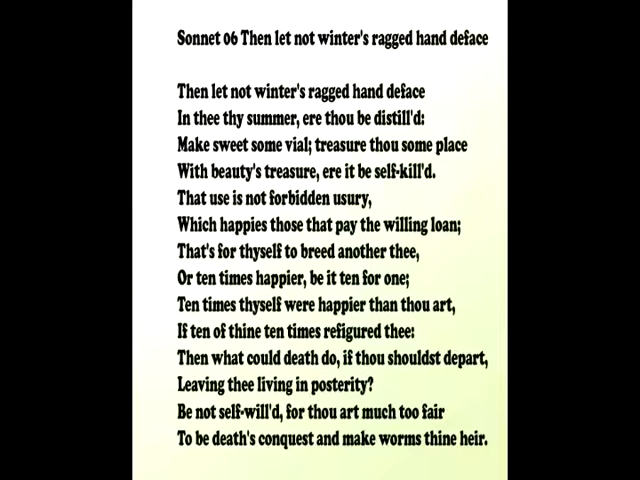 Sonnet 06 Then let not winter's ragged hand deface
Then let not winter's ragged hand deface
In thee thy summer, ere thou be distill'd:
Make sweet some vial; treasure thou some place
With beauty's treasure, ere it be self-kill'd.
That use is not forbidden usury,
Which happies those that pay the willing loan;
That's for thyself to breed another thee,
Or ten times happier, be it ten for one;
Ten times thyself were happier than thou art,
If ten of thine ten times refigured thee:
Then what could death do, if thou shouldst depart,
Leaving thee living in posterity?
Be not self-will'd, for thou art much too fair
To be death's conquest and make worms thine heir.